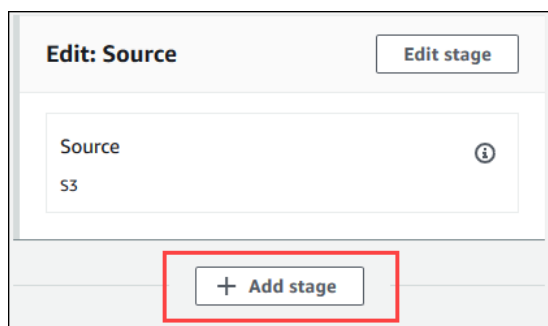 Edit: Source
Edit stage
Source
S3
+ Add stage